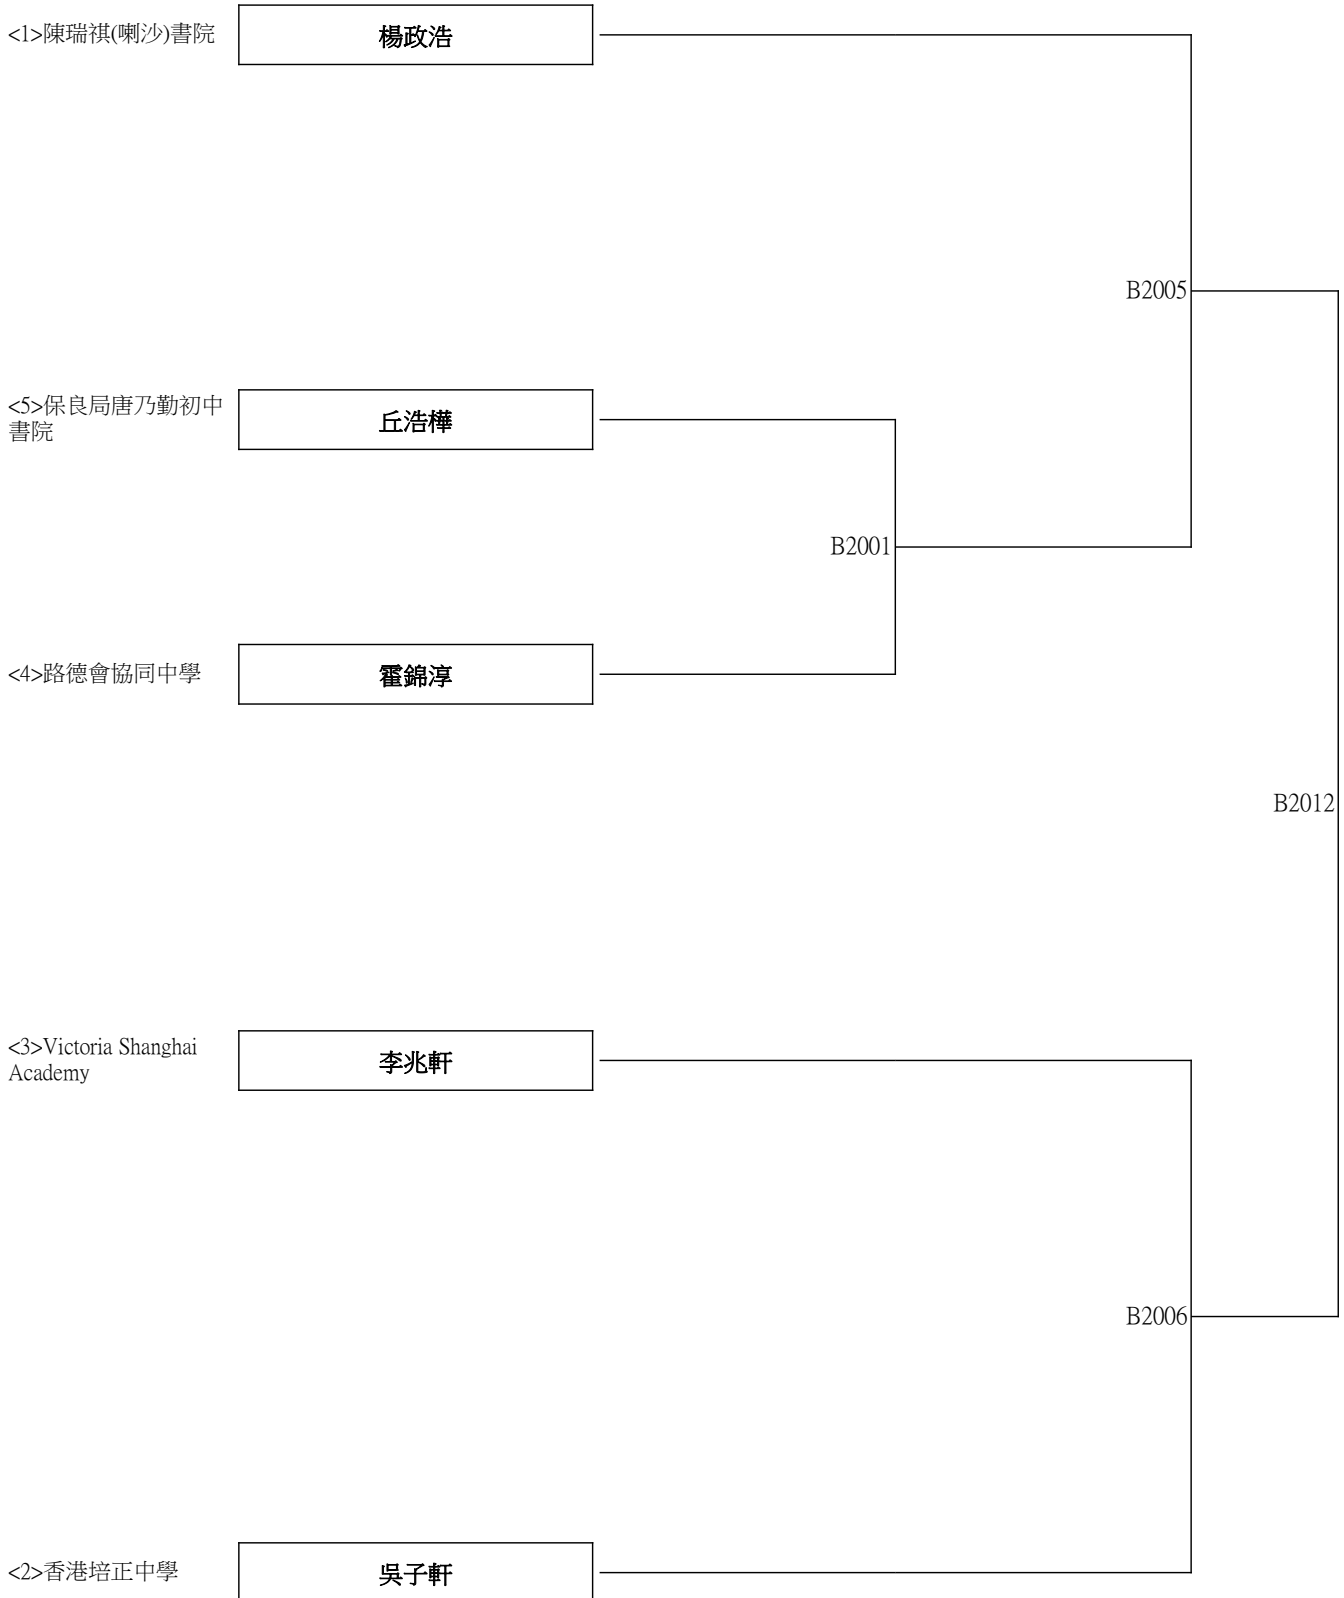 <1>陳瑞祺(喇沙)書院
楊政浩
B2005
<5>保良局唐乃勤初中
書院
丘浩樺
B2001
<4>路德會協同中學
霍錦淳
B2012
<3>Victoria Shanghai
Academy
李兆軒
B2006
<2>香港培正中學
吳子軒